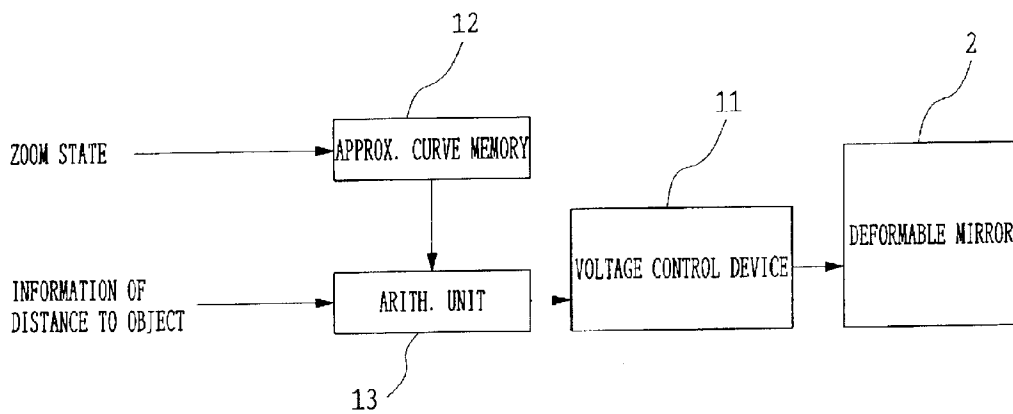 12
2
11
ZOOM STATE
APPROX. CURVE MEMORY
DEFORMABLE MIRROR
VOLTAGE CONTROL DEVICE
INFORMATION OF
DISTANCE TO OBJECT
ARITH. UNIT
13